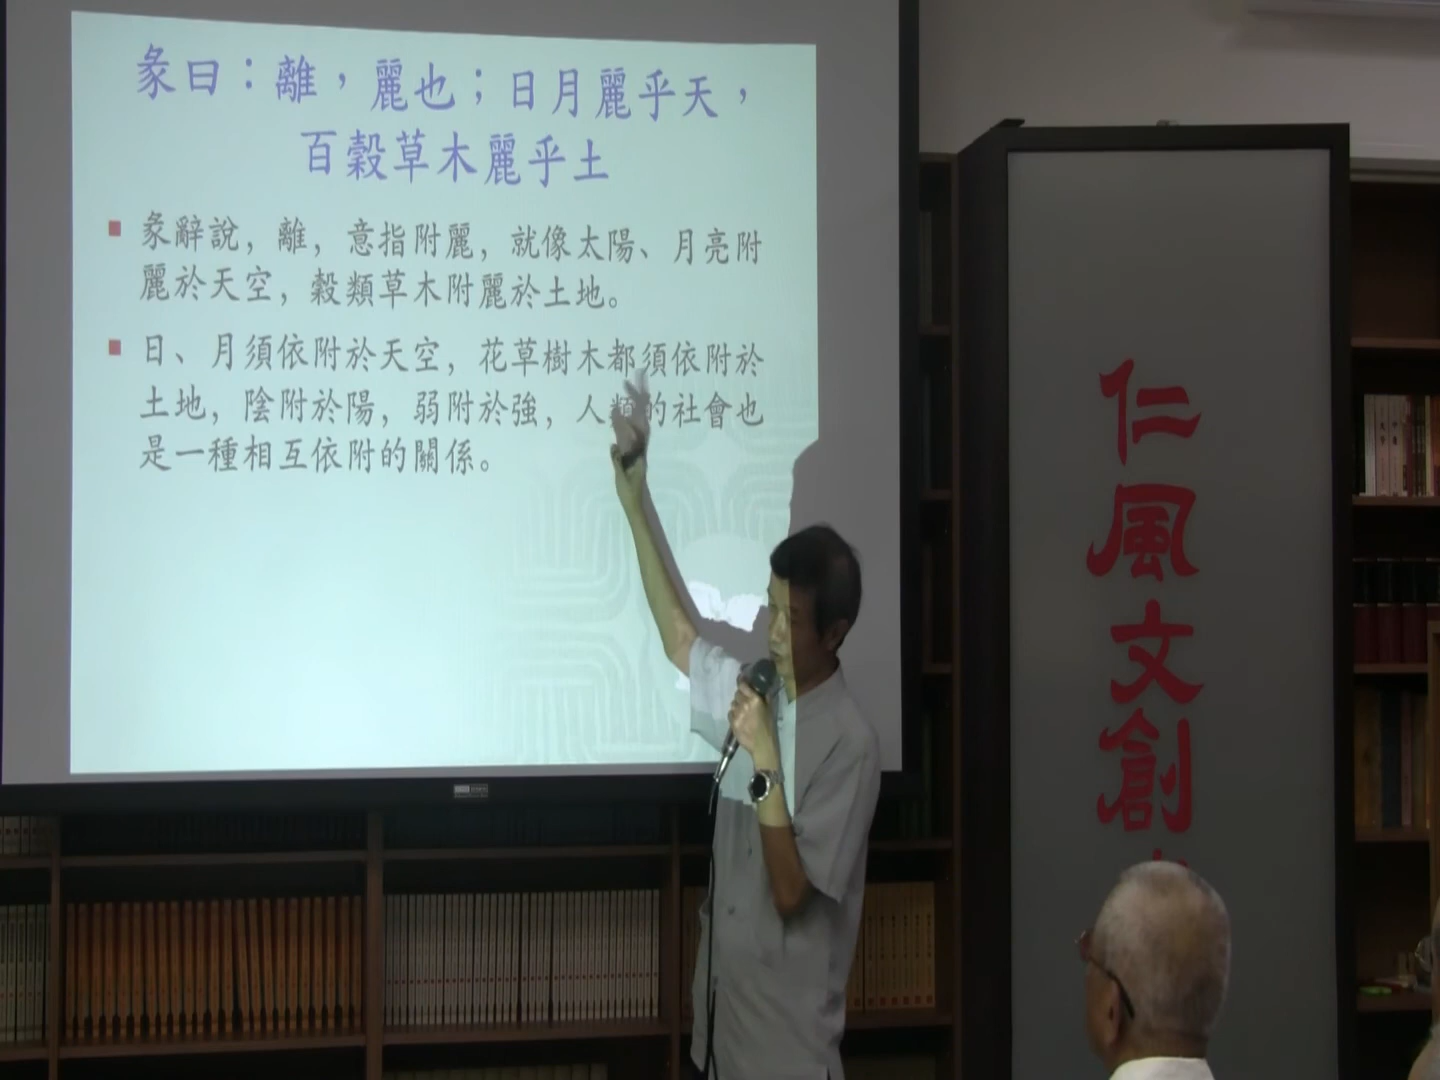 彖曰：離，麗也；日月麗乎天，
百穀草木麗乎土
彖辭說，離，意指附麗，就像太陽、月亮附
麗於天空，穀類草木附麗於土地。
日、月須依附於天空，花草樹木都須依附於
土地，陰附於陽，弱附於強，人類的社會也
是一種相互依附的關係。
仁風文創